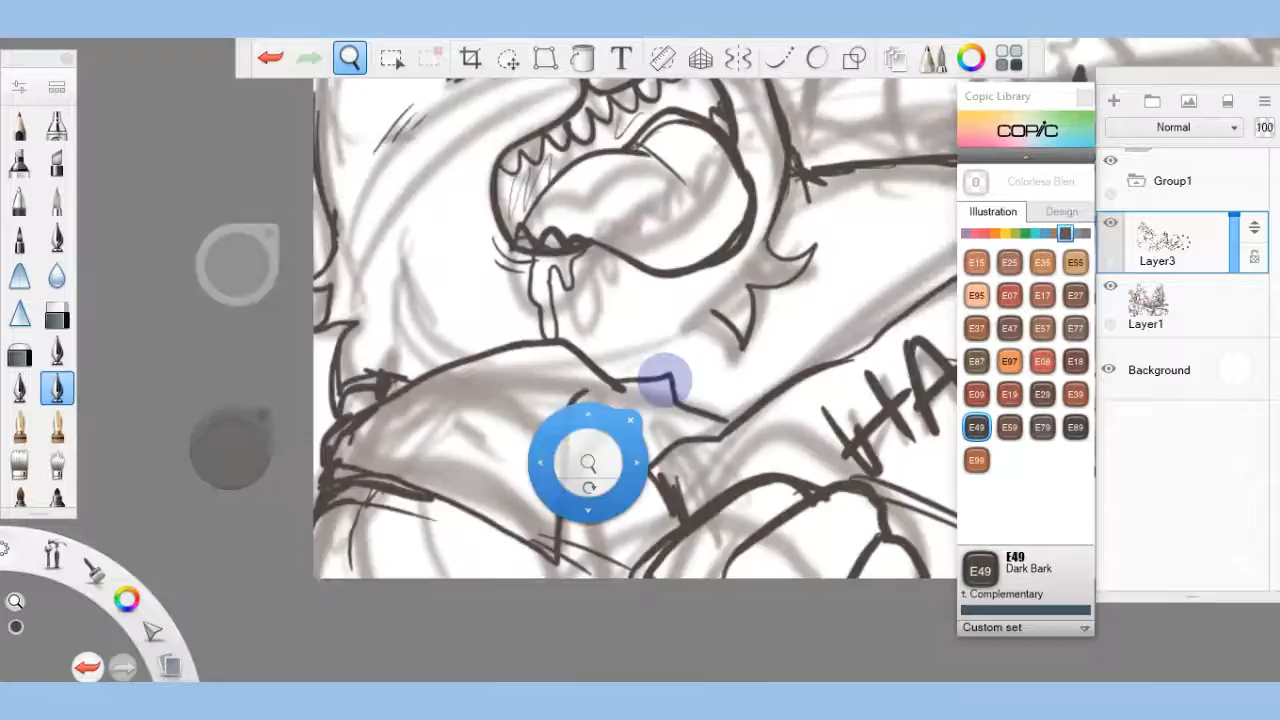 T
Copic Library
COPIC
Normal
100
0
Colorless Blen
Group1
Illustration
Design
Layer3
E15 E25 E35 E55
E95 E07 E17 E27
E37 E47 E57 E77
E87 E97 E08 E18
E09 E19 E29 E39
E49 E59 E79 E89
E99
Layer1
Background
HA
E49
E49
Dark Bark
1. Complementary
Custom set